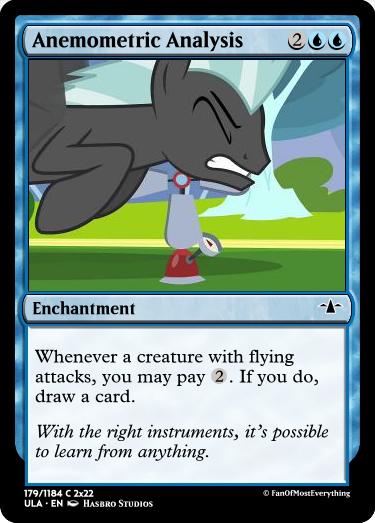 Anemometric Analysis 2
Enchantment
Whenever a creature with flying
attacks, you may pay 2. If you do,
draw a card.
With the right instruments, it's possible
to learn from anything.
179/1184 C 2x22
ULA • EN Hasbro Studios © FanOfMostEverything